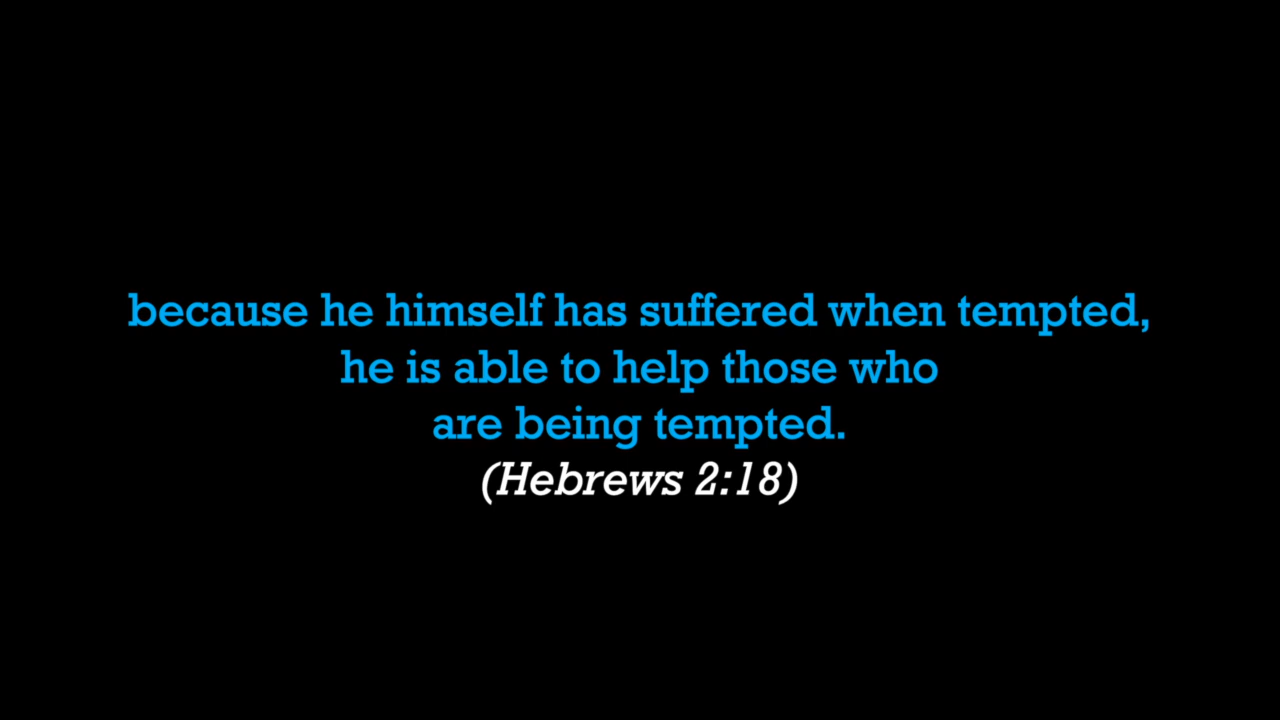 because he himself has suffered when tempted,
he is able to help those who
are being tempted.
(Hebrews 2:18)